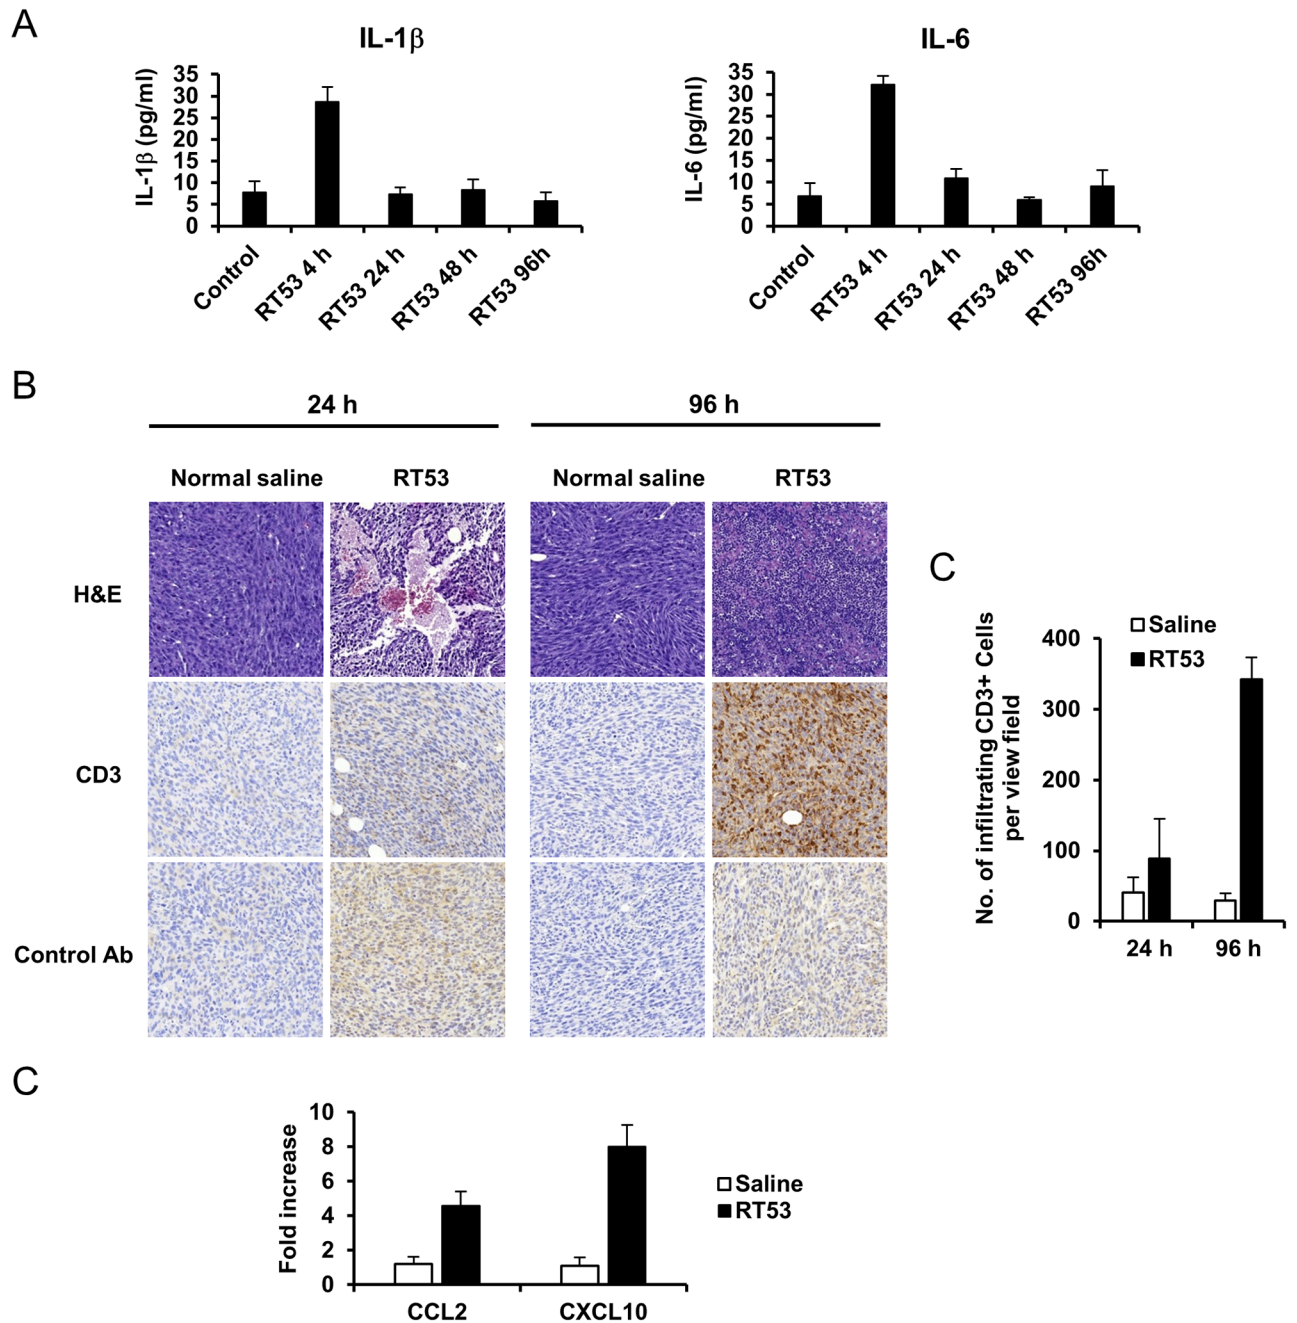 A
IL-1β
IL-1β (pg/ml)
35
30
25
20
15
10
5
0
Control
RT53 4 h
RT53 24 h
RT53 48 h
RT53 96h
IL-6
IL-6 (pg/ml)
35
30
25
20
15
10
5
0
Control
RT53 4 h
RT53 24 h
RT53 48 h
RT53 96h
B
24 h
96 h
Normal saline
RT53
Normal saline
RT53
H&E
CD3
Control Ab
C
No. of infiltrating CD3+ Cells
per view field
400
300
200
100
0
Saline
RT53
24 h
96 h
C
Fold increase
10
8
6
4
2
0
CCL2
CXCL10
Saline
RT53